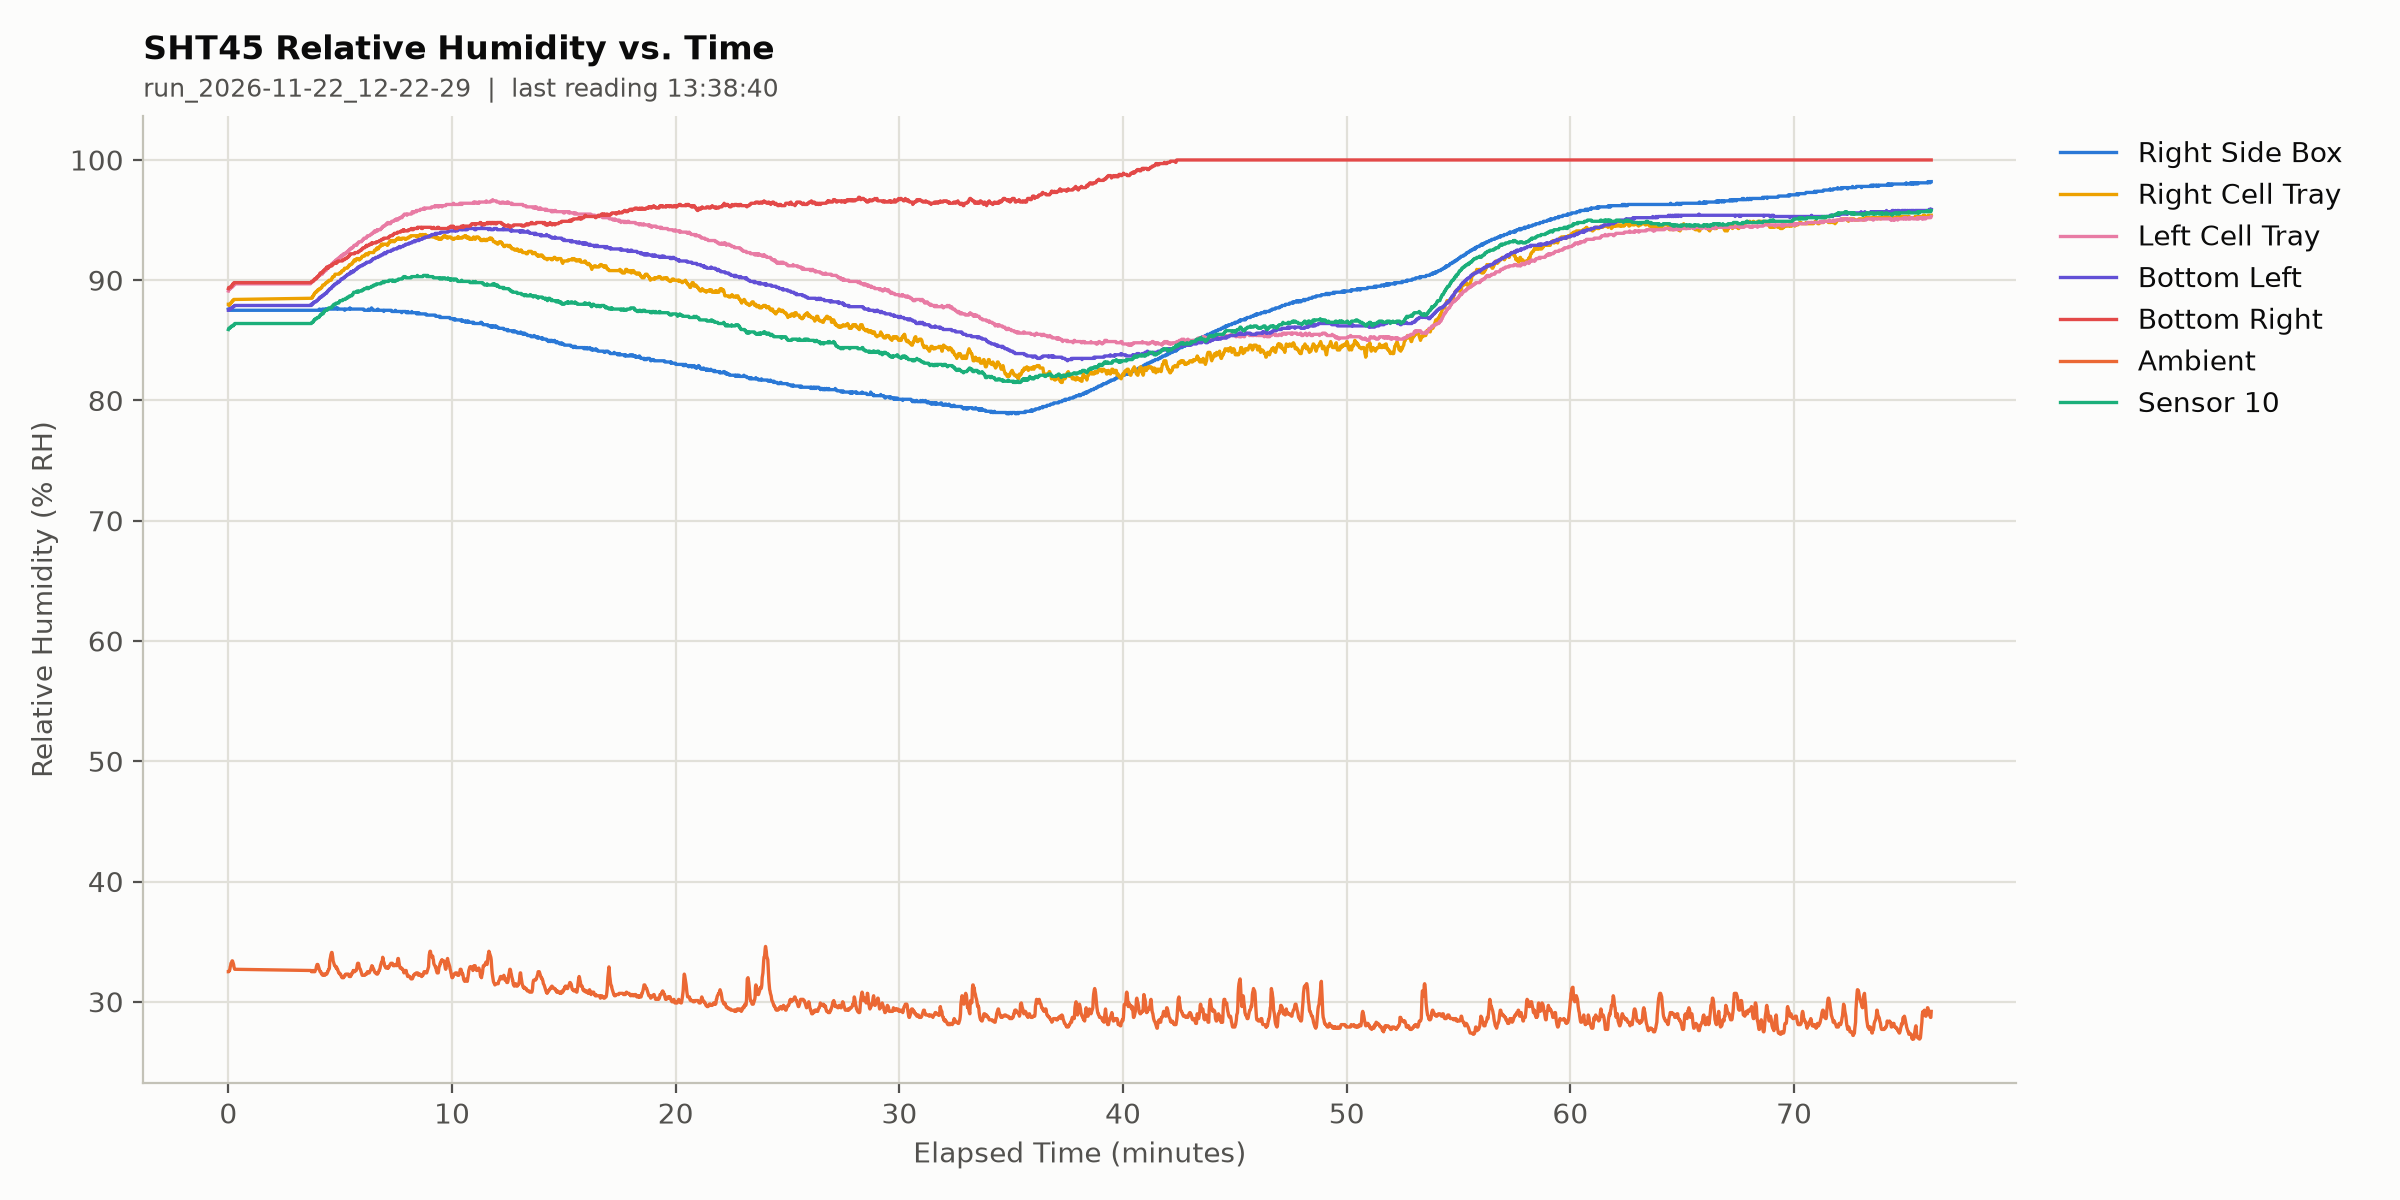 SHT45 Relative Humidity vs. Time
run_2026-11-22_12-22-29 | last reading 13:38:40
100
90
80
70
60
50
40
30
Relative Humidity (% RH)
0 10 20 30 40 50 60 70
Elapsed Time (minutes)
Right Side Box
Right Cell Tray
Left Cell Tray
Bottom Left
Bottom Right
Ambient
Sensor 10